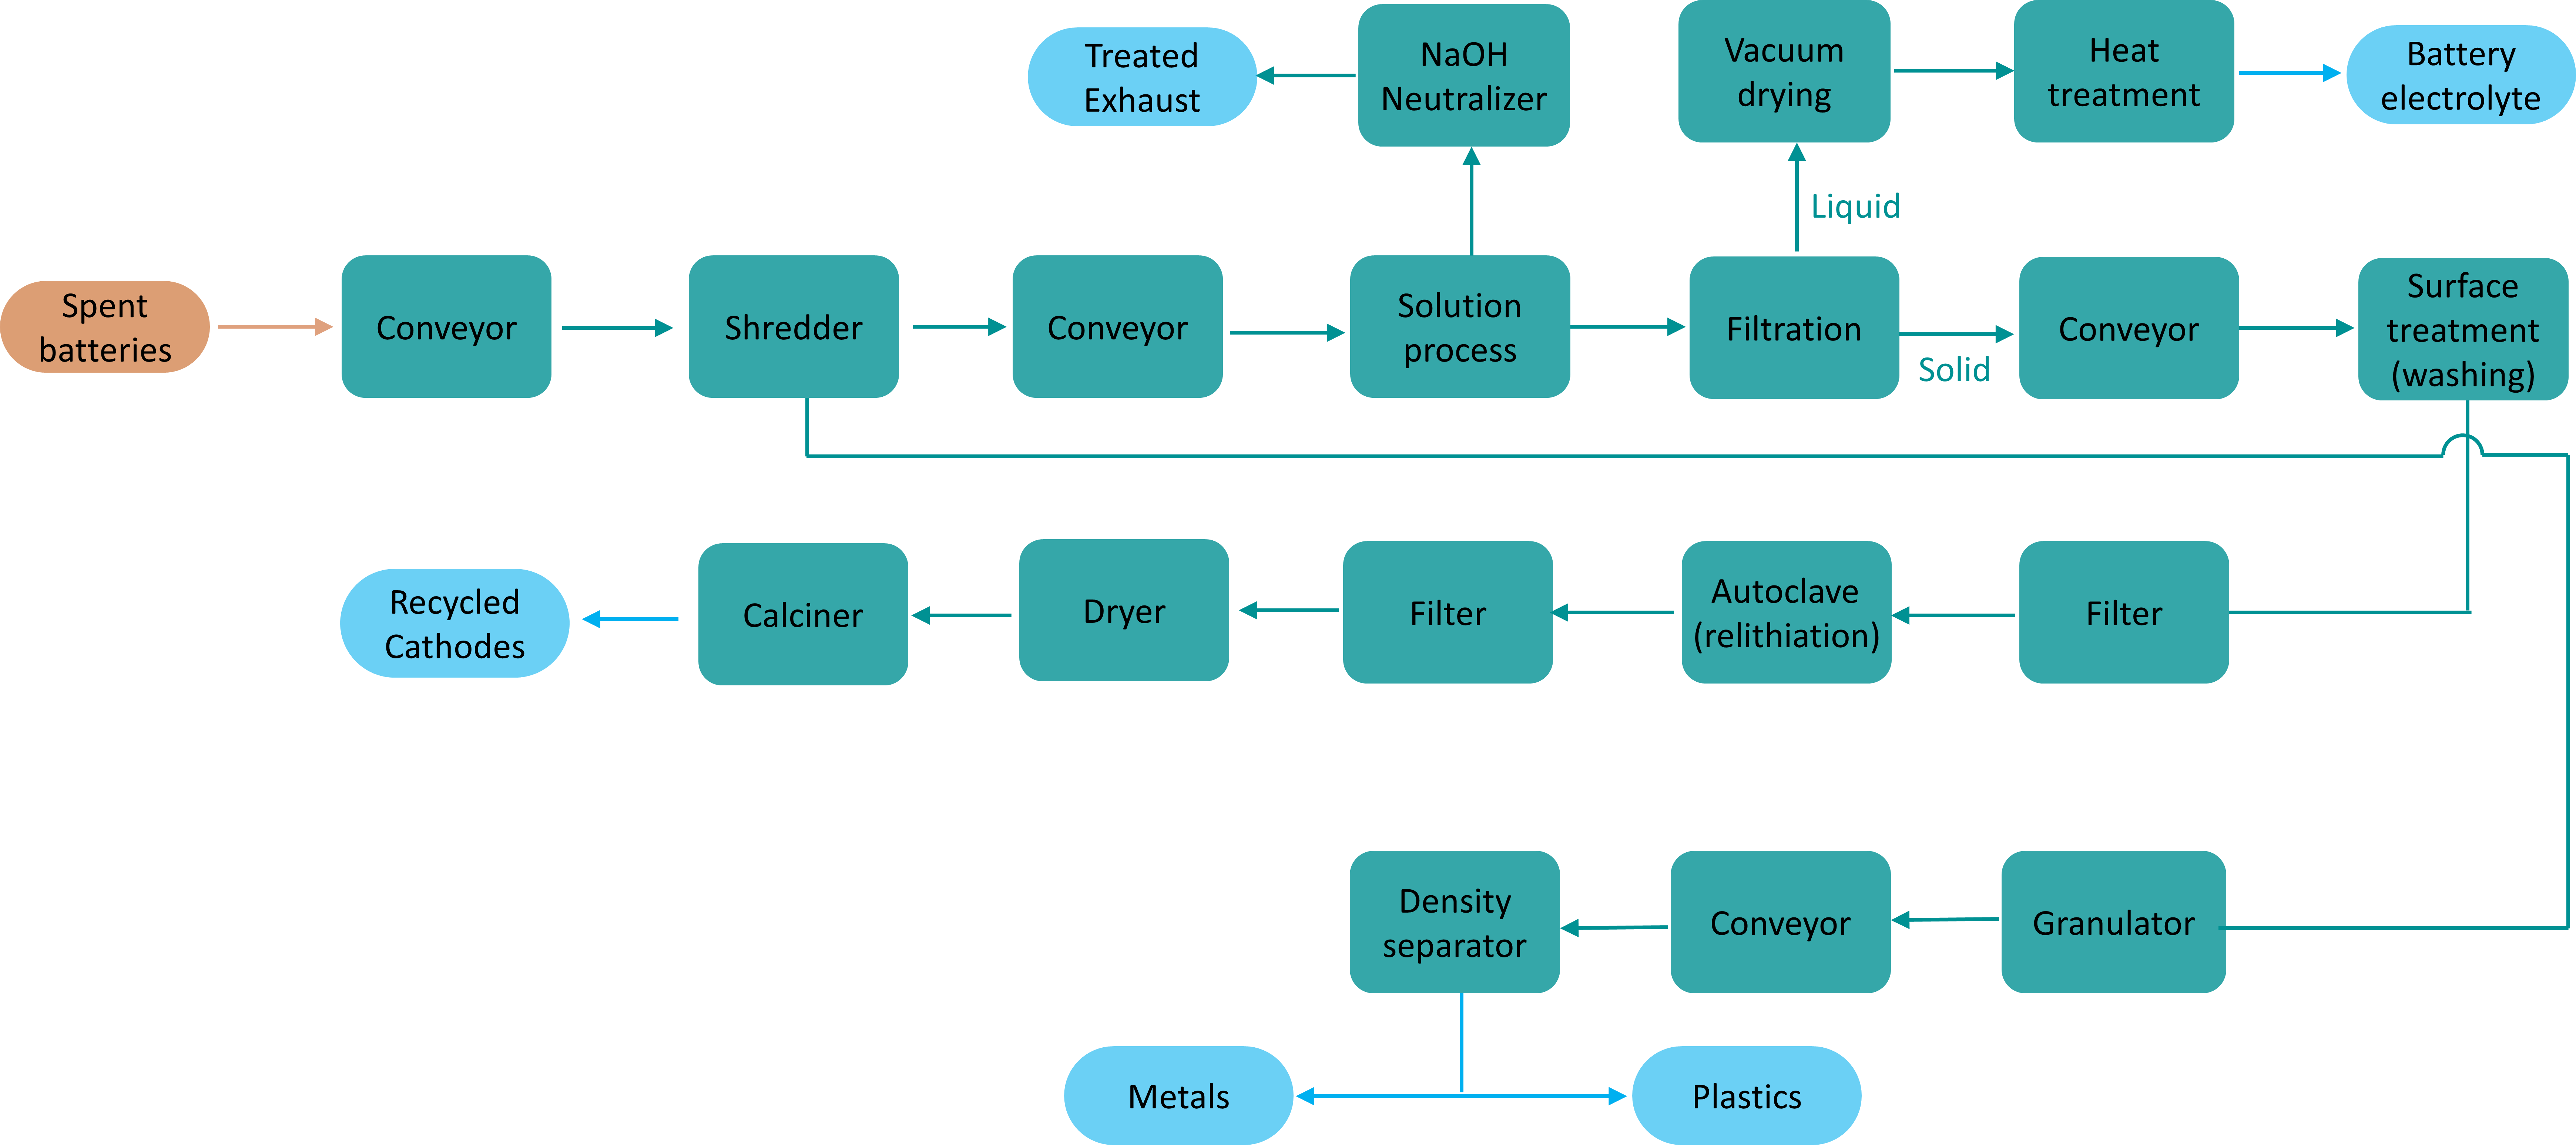 Treated
Exhaust
NaOH
Neutralizer
Vacuum
drying
Heat
treatment
Battery
electrolyte
Liquid
Spent
batteries
Conveyor
Shredder
Conveyor
Solution
process
Filtration
Solid
Conveyor
Surface
treatment
(washing)
Recycled
Cathodes
Calciner
Dryer
Filter
Autoclave
(relithiation)
Filter
Density
separator
Conveyor
Granulator
Metals
Plastics